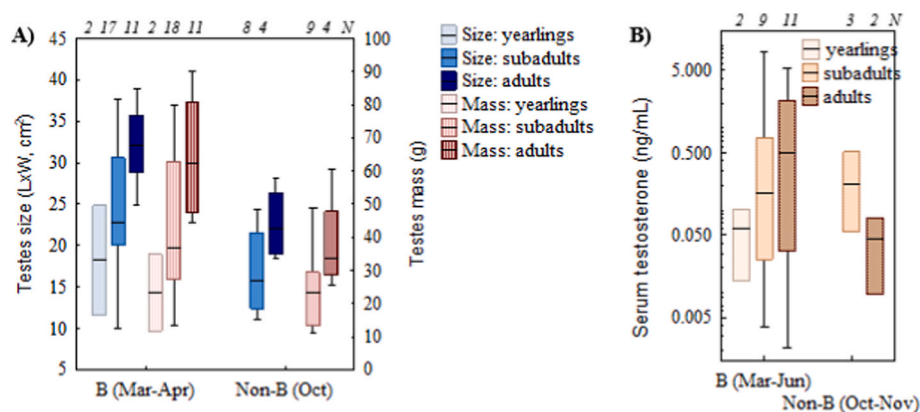 2 17 11 2 18 11 8 4 9 4 N
A)
Testes size (LxW, cm²)
45
40
35
30
25
20
15
10
5
100
90
80
70
60
50
40
30
20
10
0
Testes mass (g)
B (Mar-Apr) Non-B (Oct)
Size: yearlings
Size: subadults
Size: adults
Mass: yearlings
Mass: subadults
Mass: adults
2 9 11 3 2 N
B)
Serum testosterone (ng/mL)
5.000
0.500
0.050
0.005
yearlings
subadults
adults
B (Mar-Jun)
Non-B (Oct-Nov)